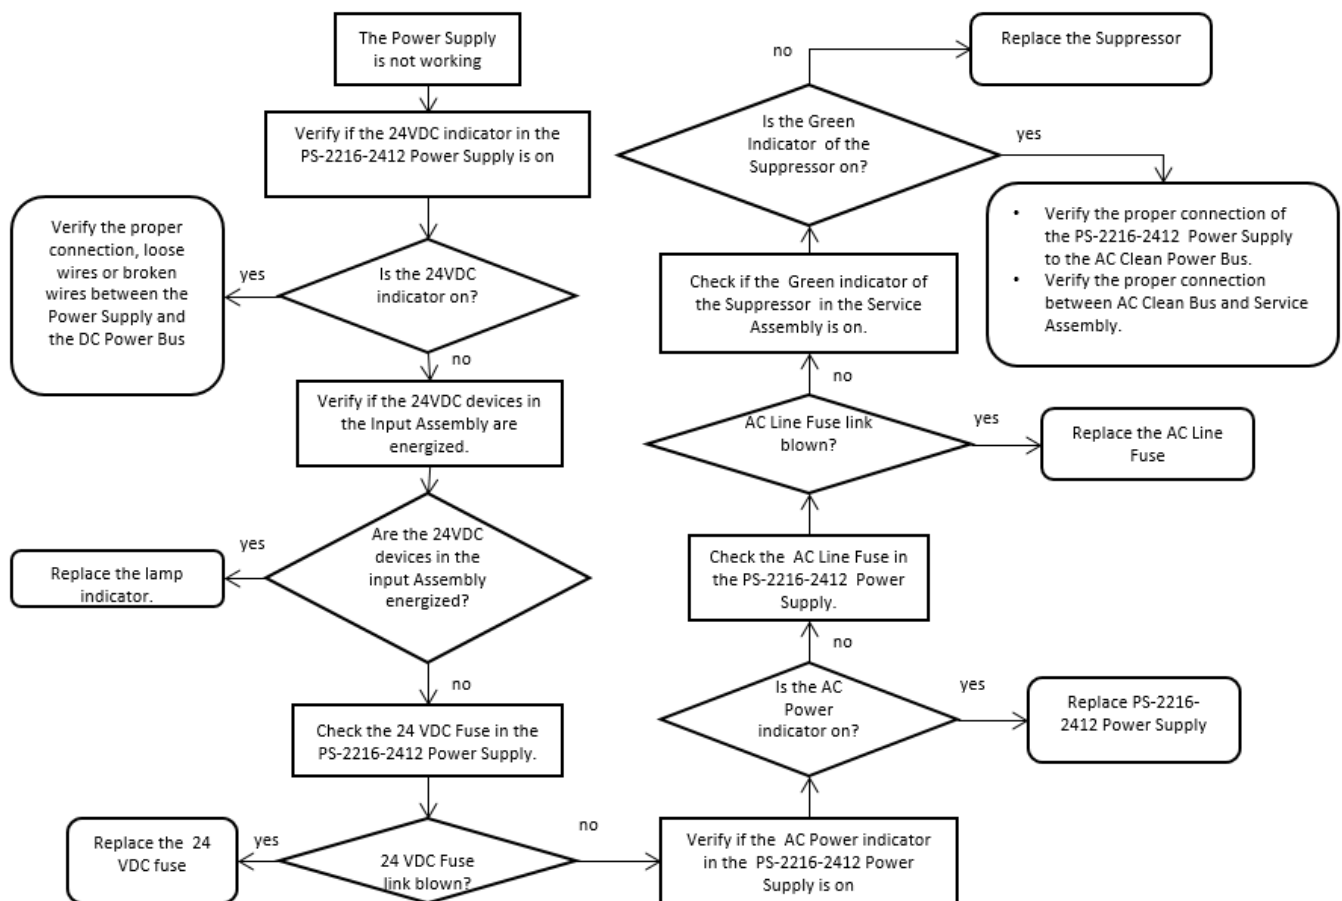 The Power Supply
is not working
Verify if the 24VDC indicator in the
PS-2216-2412 Power Supply is on
Is the 24VDC
indicator on?
yes
Verify the proper
connection, loose
wires or broken
wires between the
Power Supply and
the DC Power Bus
no
Verify if the 24VDC devices in
the Input Assembly are
energized.
Are the 24VDC
devices in the
input Assembly
energized?
yes
Replace the lamp
indicator.
no
Check the 24 VDC Fuse in the
PS-2216-2412 Power Supply.
24 VDC Fuse
link blown?
yes
Replace the 24
VDC fuse
no
Verify if the AC Power indicator
in the PS-2216-2412 Power
Supply is on
Is the AC
Power
indicator on?
yes
Replace PS-2216-
2412 Power Supply
no
Check the AC Line Fuse in
the PS-2216-2412 Power
Supply.
AC Line Fuse link
blown?
yes
Replace the AC Line
Fuse
no
Check if the Green indicator of
the Suppressor in the Service
Assembly is on.
Is the Green
Indicator of the
Suppressor on?
no
Replace the Suppressor
yes
• Verify the proper connection of
the PS-2216-2412 Power Supply
to the AC Clean Power Bus.
• Verify the proper connection
between AC Clean Bus and Service
Assembly.